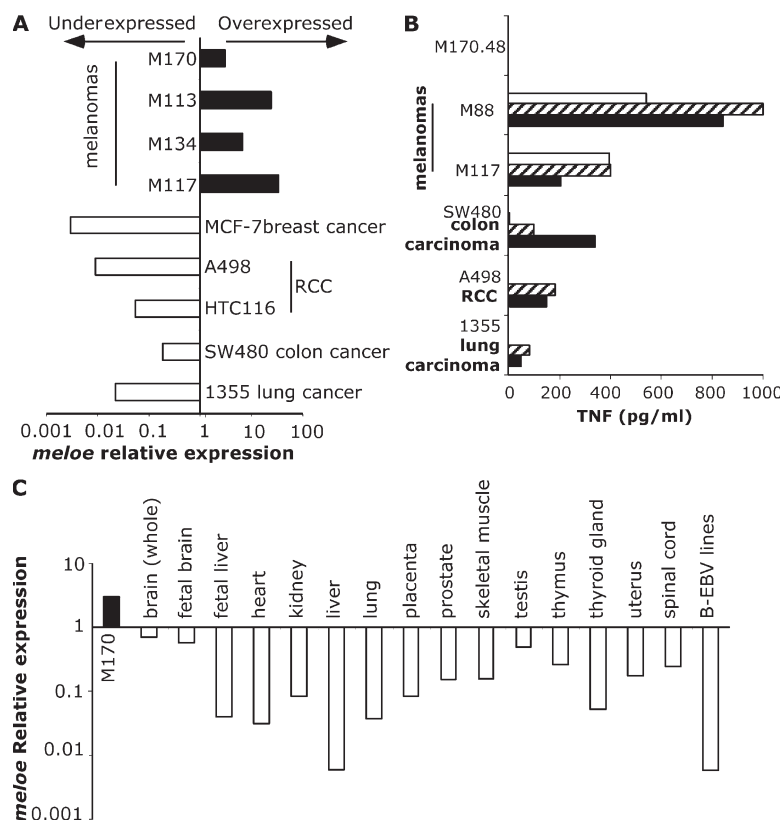 A
Underexpressed
Overexpressed
M170
M113
M134
M117
melanomas
MCF-7breast cancer
A498
HTC116
RCC
SW480 colon cancer
1355 lung cancer
0.001 0.01 0.1 1 10 100
meloe relative expression
B
M170.48
M88
M117
melanomas
SW480
colon
carcinoma
A498
RCC
1355
lung
carcinoma
0 200 400 600 800 1000
TNF (pg/ml)
C
meloe Relative expression
10
1
0.1
0.01
0.001
M170
brain (whole)
fetal brain
fetal liver
heart
kidney
liver
lung
placenta
prostate
skeletal muscle
testis
thymus
thyroid gland
uterus
spinal cord
B-EBV lines